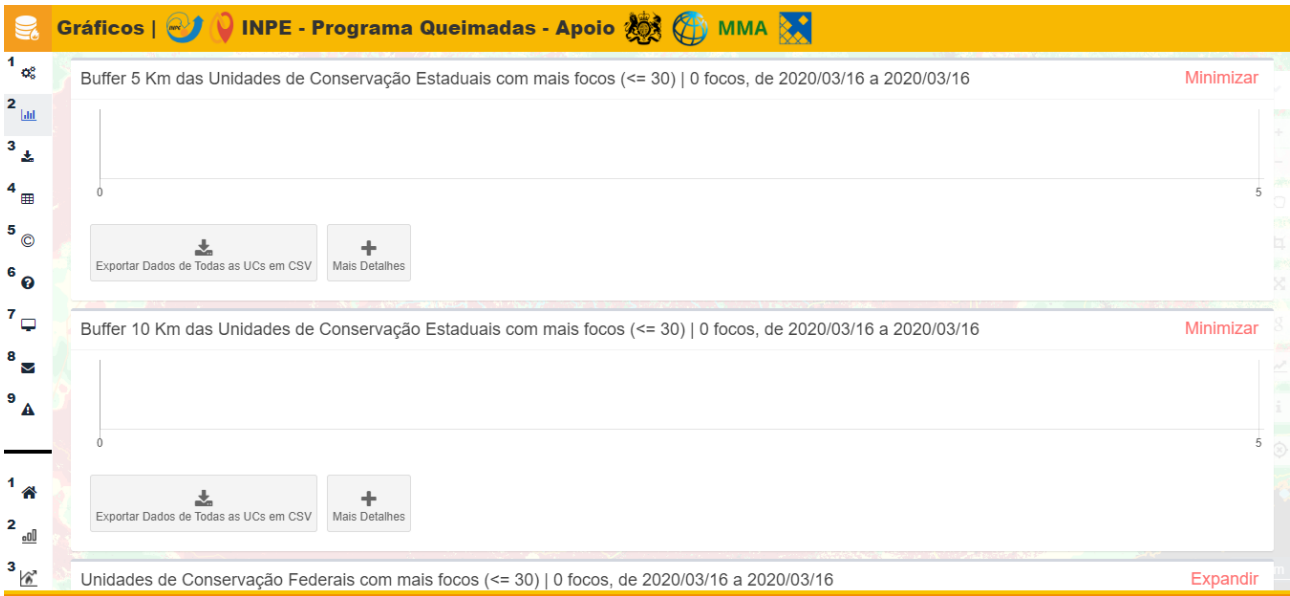 Gráficos | INPE - Programa Queimadas - Apoio MMA
1
2
3
4
5
6
7
8
9
1
2
3
Buffer 5 Km das Unidades de Conservação Estaduais com mais focos (<= 30) | 0 focos, de 2020/03/16 a 2020/03/16 Minimizar
0 5
Exportar Dados de Todas as UCs em CSV Mais Detalhes
Buffer 10 Km das Unidades de Conservação Estaduais com mais focos (<= 30) | 0 focos, de 2020/03/16 a 2020/03/16 Minimizar
0 5
Exportar Dados de Todas as UCs em CSV Mais Detalhes
Unidades de Conservação Federais com mais focos (<= 30) | 0 focos, de 2020/03/16 a 2020/03/16 Expandir